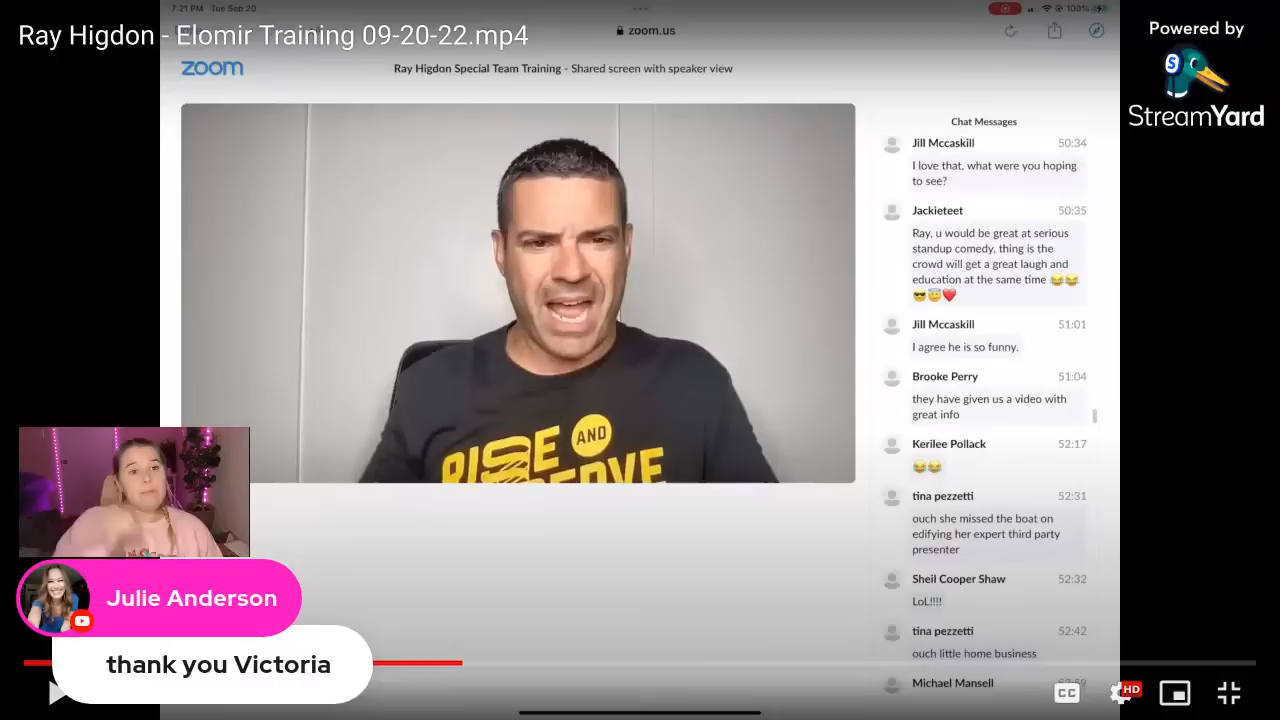 7:21 PM Tue Sep 20
100%
Ray Higdon - Elomir Training 09-20-22.mp4
zoom.us
Powered by
S
StreamYard
zoom
Ray Higdon Special Team Training - Shared screen with speaker view
Chat Messages
Jill Mccaskill 50:34
I love that, what were you hoping
to see?
Jackieteet 50:35
Ray, u would be great at serious
standup comedy, thing is the
crowd will get a great laugh and
education at the same time 😂😂
😎😇❤️
Jill Mccaskill 51:01
I agree he is so funny.
Brooke Perry 51:04
they have given us a video with
great info
Kerilee Pollack 52:17
😂😂
tina pezzetti 52:31
ouch she missed the boat on
edifying her expert third party
presenter
Sheil Cooper Shaw 52:32
LoL!!!!
tina pezzetti 52:42
ouch little home business
Michael Mansell 52:59
RISE AND
Julie Anderson
thank you Victoria
CC
HD